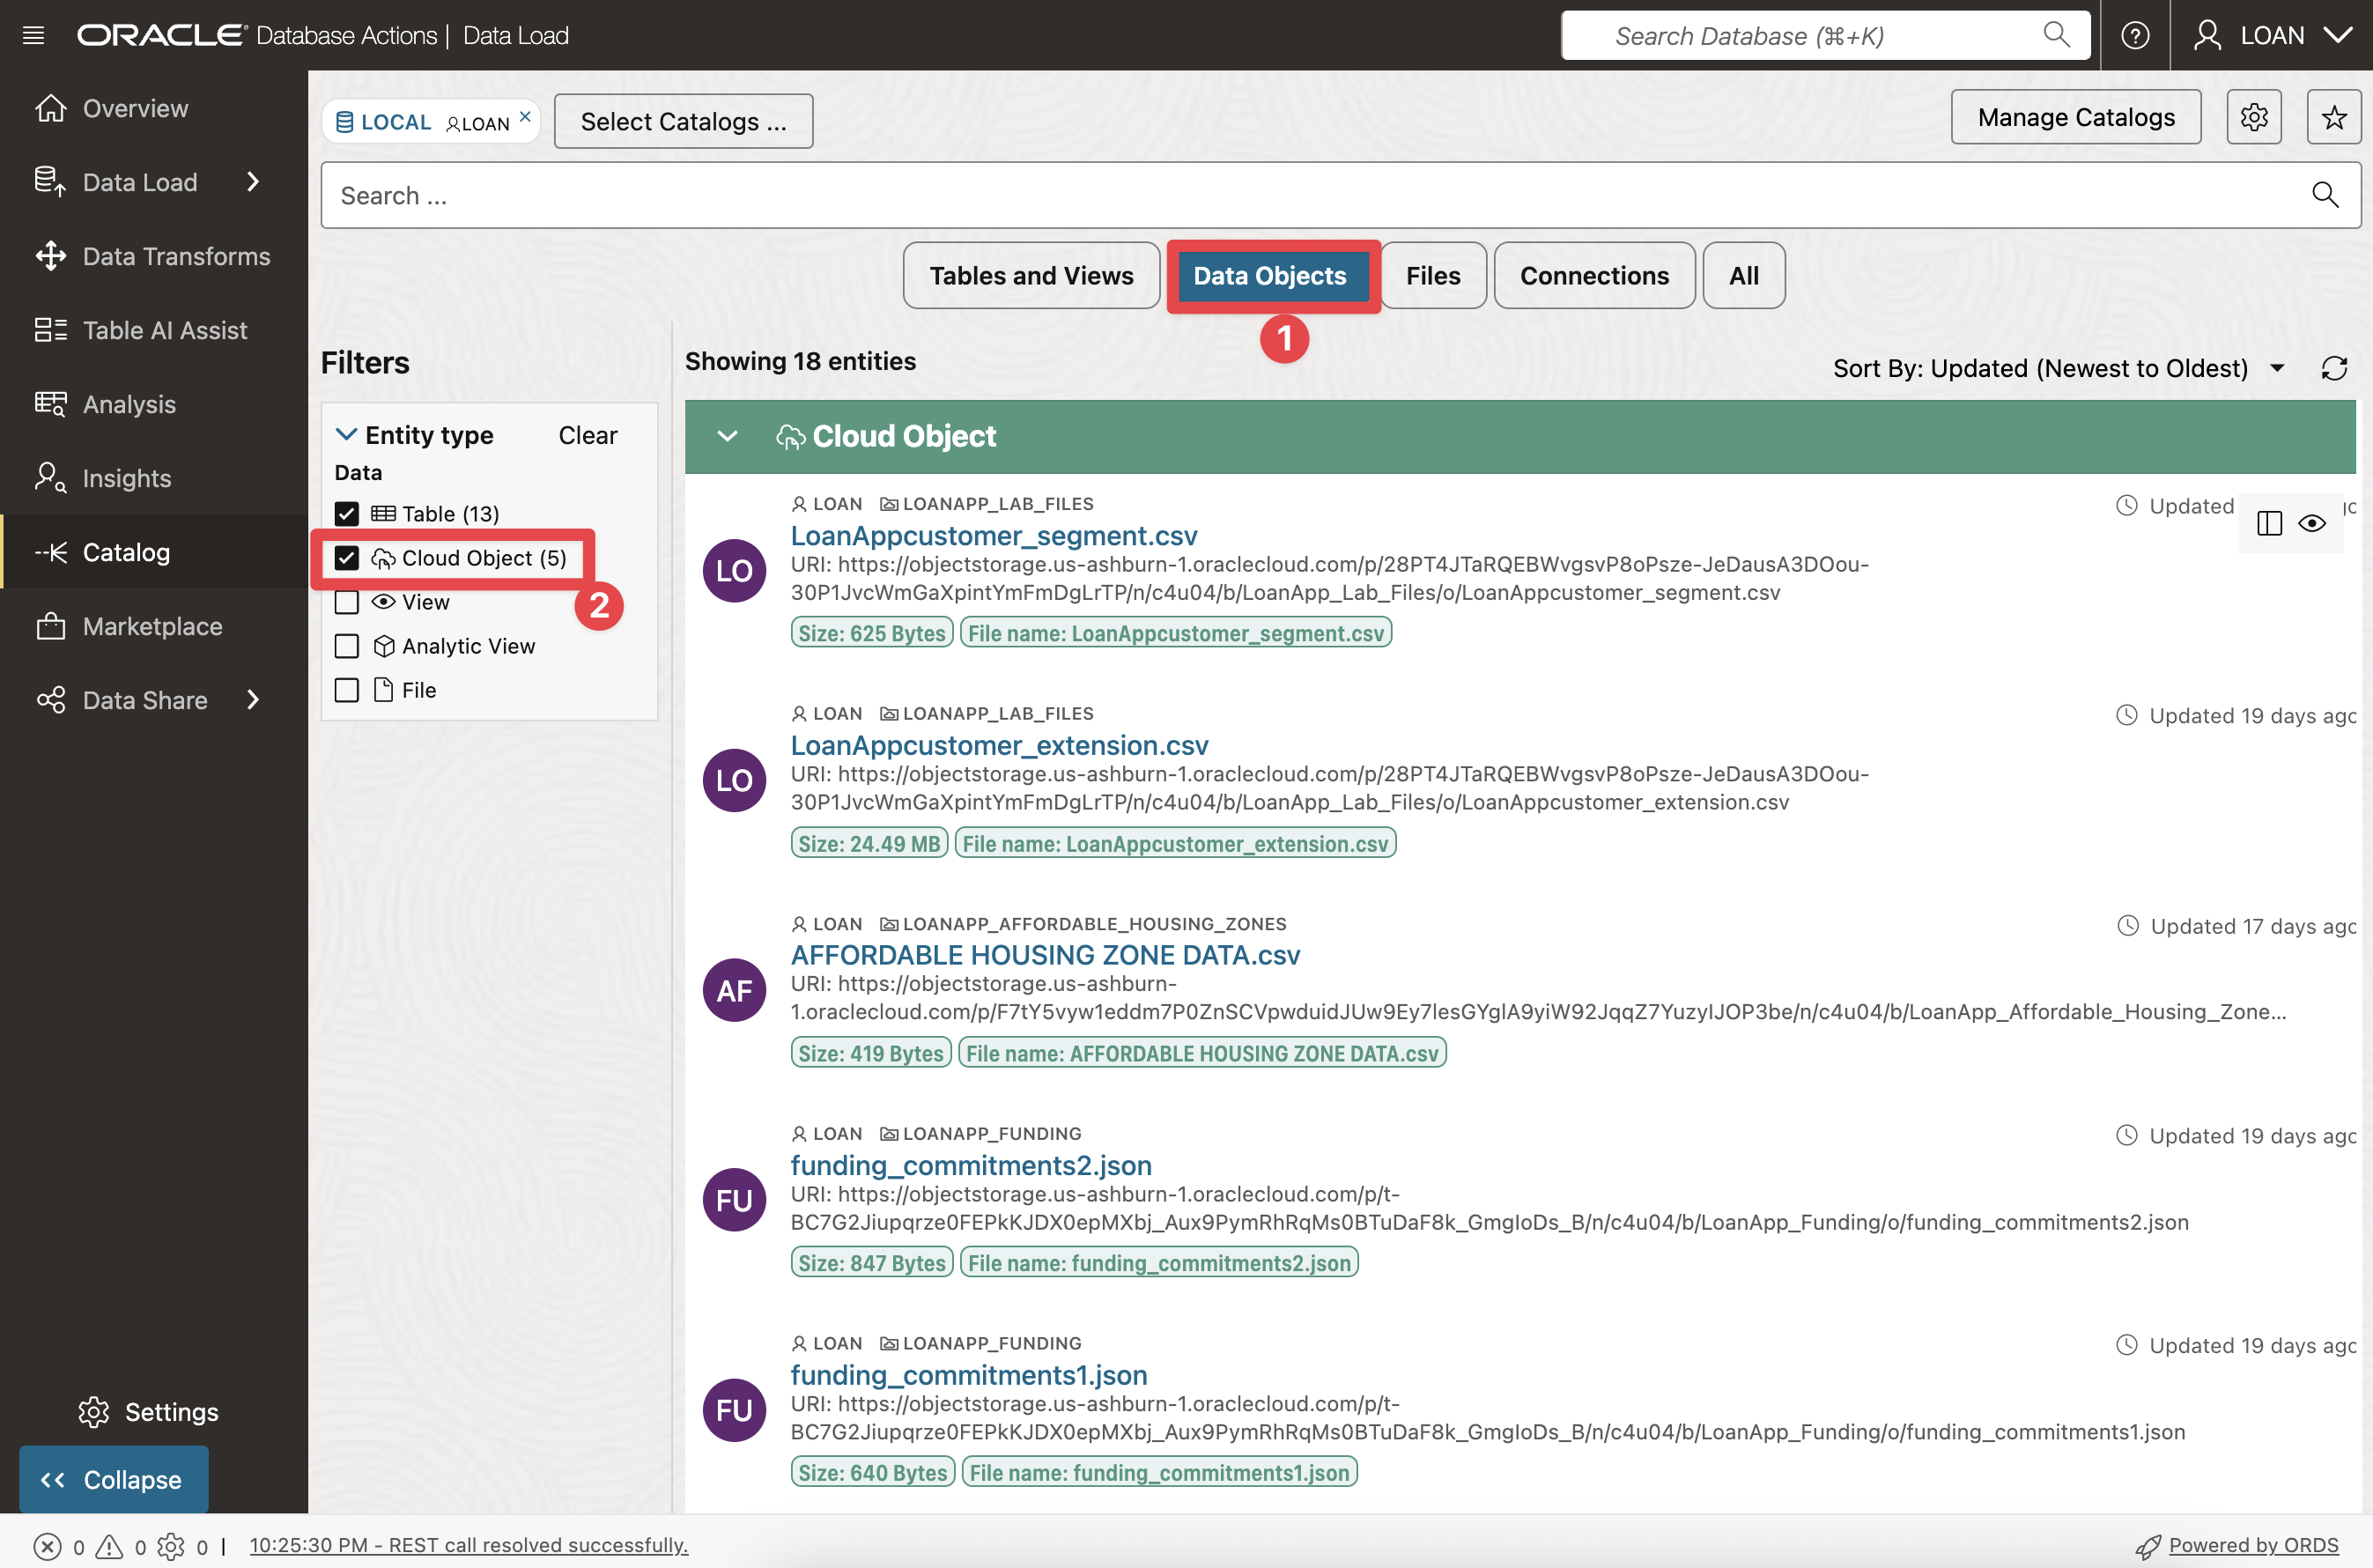 ORACLE Database Actions | Data Load
Search Database (⌘+K)
LOAN
Overview
Data Load
Data Transforms
Table AI Assist
Analysis
Insights
Catalog
Marketplace
Data Share
Settings
Collapse
LOCAL LOAN
Select Catalogs ...
Manage Catalogs
Search ...
Tables and Views
Data Objects
Files
Connections
All
1
Filters
Entity type
Clear
Data
Table (13)
Cloud Object (5)
2
View
Analytic View
File
Showing 18 entities
Sort By: Updated (Newest to Oldest)
Cloud Object
LOAN LOANAPP_LAB_FILES
Updated
LO
LoanAppcustomer_segment.csv
URI: https://objectstorage.us-ashburn-1.oraclecloud.com/p/28PT4JTaRQEBWvgsvP8oPsze-JeDausA3DOou-
30P1JvcWmGaXpintYmFmDgLrTP/n/c4u04/b/LoanApp_Lab_Files/o/LoanAppcustomer_segment.csv
Size: 625 Bytes File name: LoanAppcustomer_segment.csv
LOAN LOANAPP_LAB_FILES
Updated 19 days ago
LO
LoanAppcustomer_extension.csv
URI: https://objectstorage.us-ashburn-1.oraclecloud.com/p/28PT4JTaRQEBWvgsvP8oPsze-JeDausA3DOou-
30P1JvcWmGaXpintYmFmDgLrTP/n/c4u04/b/LoanApp_Lab_Files/o/LoanAppcustomer_extension.csv
Size: 24.49 MB File name: LoanAppcustomer_extension.csv
LOAN LOANAPP_AFFORDABLE_HOUSING_ZONES
Updated 17 days ago
AF
AFFORDABLE HOUSING ZONE DATA.csv
URI: https://objectstorage.us-ashburn-
1.oraclecloud.com/p/F7tY5vyw1eddm7P0ZnSCVpwduidJUw9Ey7lesGYglA9yiW92JqqZ7YuzyIJOP3be/n/c4u04/b/LoanApp_Affordable_Housing_Zone...
Size: 419 Bytes File name: AFFORDABLE HOUSING ZONE DATA.csv
LOAN LOANAPP_FUNDING
Updated 19 days ago
FU
funding_commitments2.json
URI: https://objectstorage.us-ashburn-1.oraclecloud.com/p/t-
BC7G2Jiupqrze0FEPkKJDX0epMXbj_Aux9PymRhRqMs0BTuDaF8k_GmgIoDs_B/n/c4u04/b/LoanApp_Funding/o/funding_commitments2.json
Size: 847 Bytes File name: funding_commitments2.json
LOAN LOANAPP_FUNDING
Updated 19 days ago
FU
funding_commitments1.json
URI: https://objectstorage.us-ashburn-1.oraclecloud.com/p/t-
BC7G2Jiupqrze0FEPkKJDX0epMXbj_Aux9PymRhRqMs0BTuDaF8k_GmgIoDs_B/n/c4u04/b/LoanApp_Funding/o/funding_commitments1.json
Size: 640 Bytes File name: funding_commitments1.json
0 0 0 | 10:25:30 PM - REST call resolved successfully.
Powered by ORDS